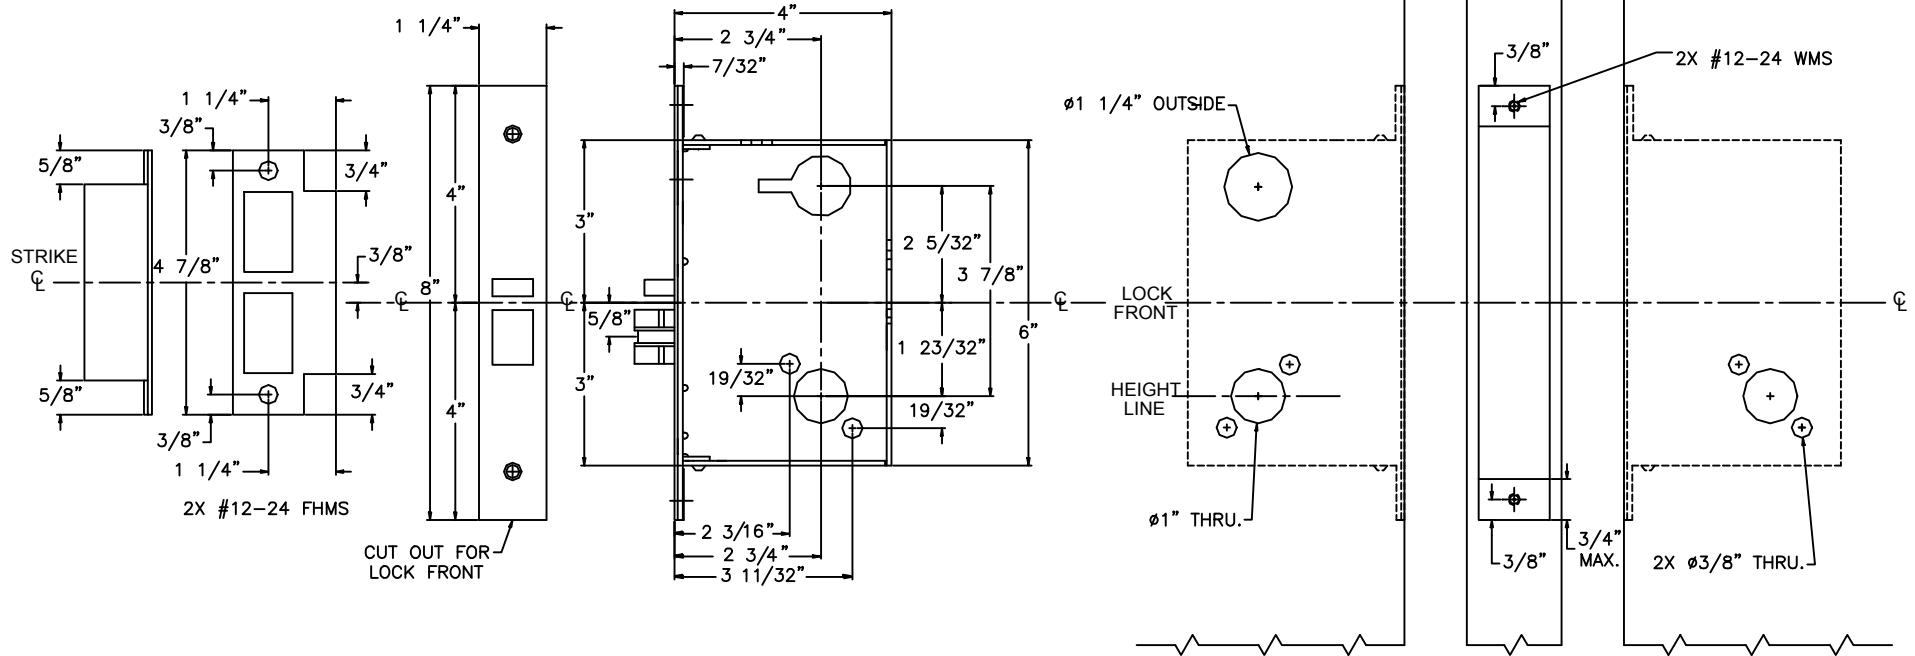 1 1/4”
3/8”
5/8”
3/4”
STRIKE
℄
4 7/8”
3/8”
5/8”
3/4”
3/8”
1 1/4”
2X #12–24 FHMS
1 1/4”
4”
8”
℄
4”
CUT OUT FOR
LOCK FRONT
4”
2 3/4”
7/32”
3”
2 5/32”
3 7/8”
℄
5/8”
6”
1 23/32”
3”
19/32”
19/32”
2 3/16”
2 3/4”
3 11/32”
℄
LOCK
FRONT
HEIGHT
LINE
ø1 1/4” OUTSIDE
ø1” THRU.
3/8”
2X #12–24 WMS
3/8”
3/4”
MAX.
2X ø3/8” THRU.
℄